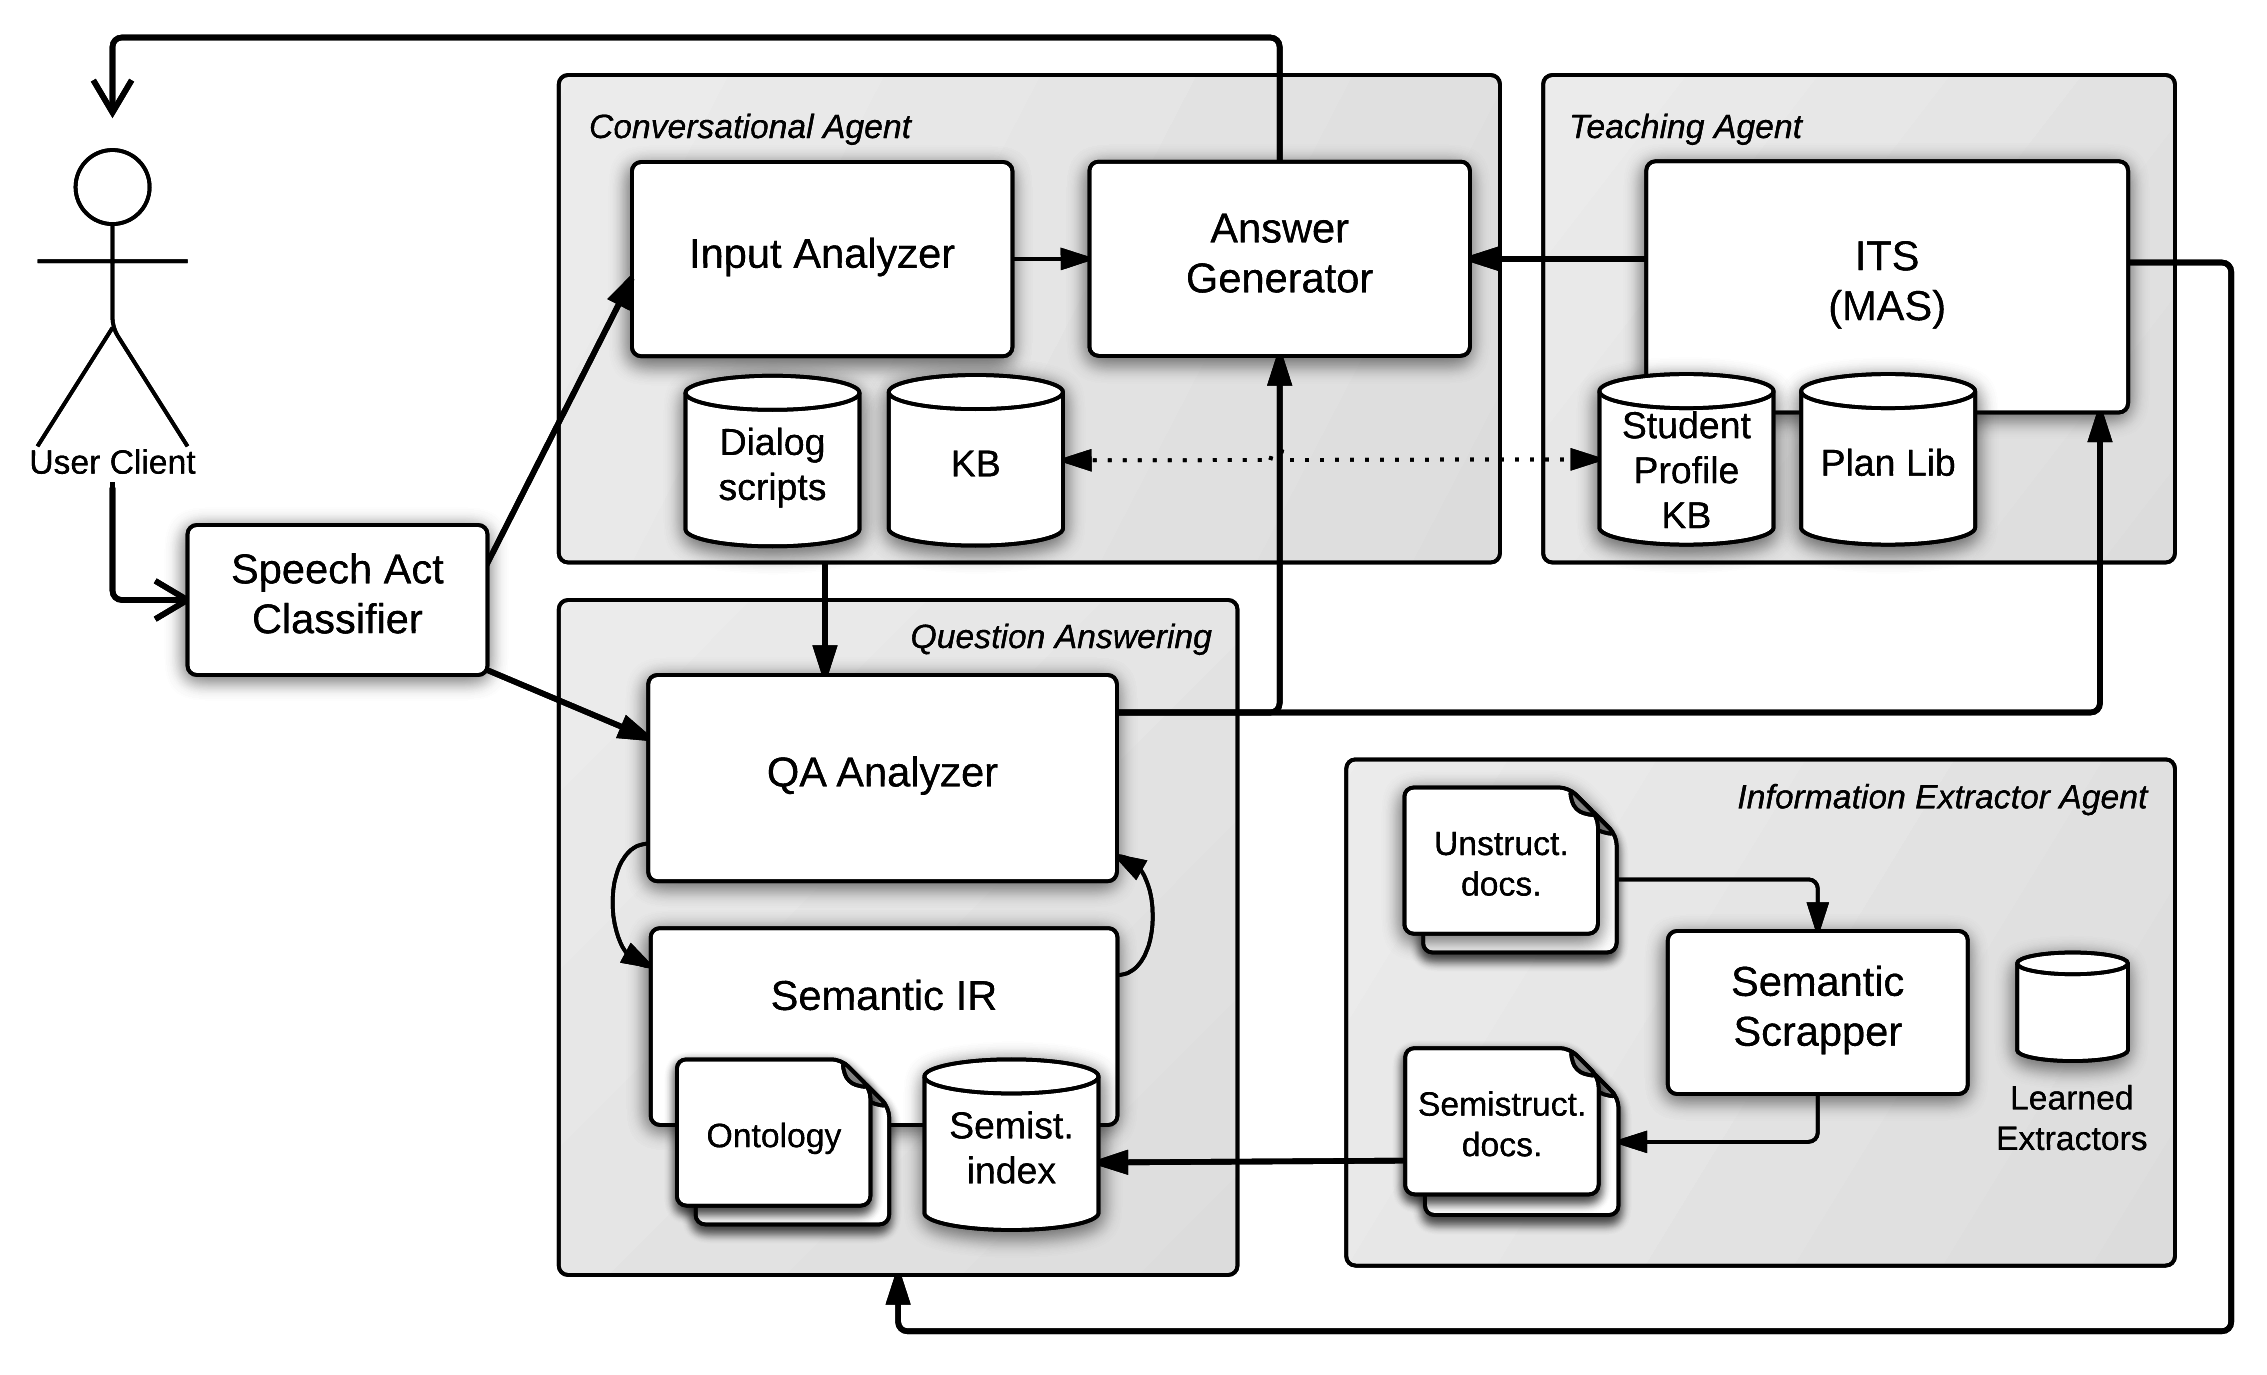 Conversational Agent
Teaching Agent
Input Analyzer
Answer
Generator
ITS
(MAS)
Dialog
scripts
KB
Student
Profile
KB
Plan Lib
User Client
Speech Act
Classifier
Question Answering
QA Analyzer
Semantic IR
Ontology
Semist.
index
Information Extractor Agent
Unstruct.
docs.
Semantic
Scrapper
Semistruct.
docs.
Learned
Extractors